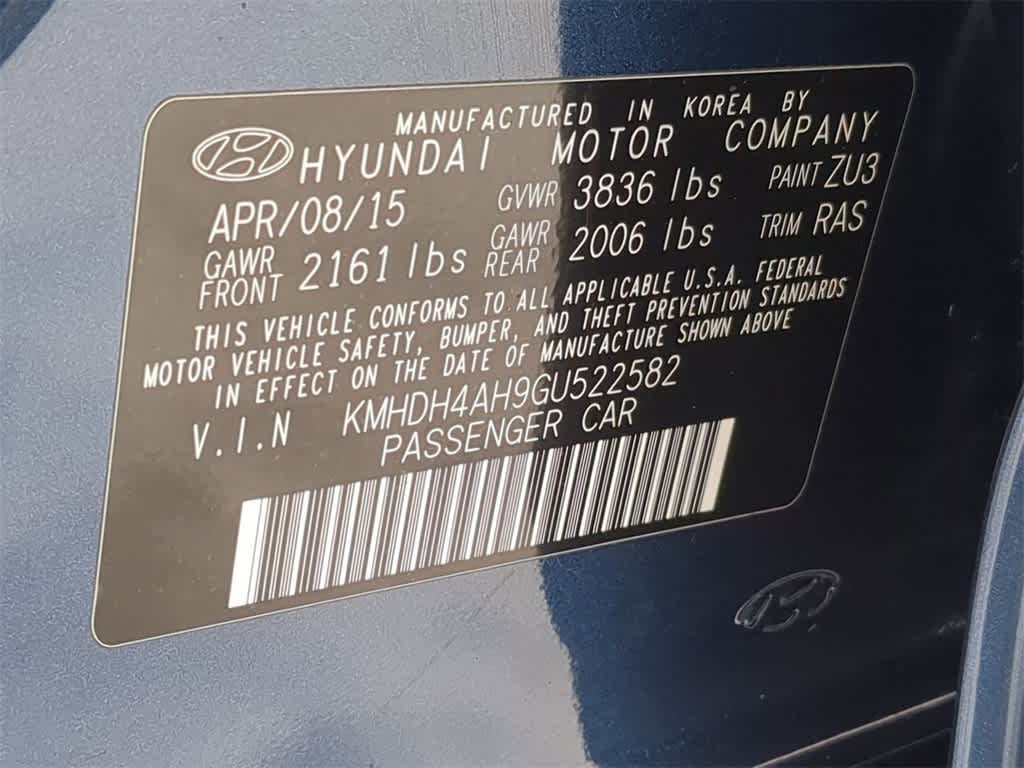 MANUFACTURED IN KOREA BY
HYUNDAI MOTOR COMPANY
APR/08/15 GVWR 3836 lbs PAINT ZU3
GAWR FRONT 2161 lbs GAWR REAR 2006 lbs TRIM RAS
THIS VEHICLE CONFORMS TO ALL APPLICABLE U.S.A. FEDERAL
MOTOR VEHICLE SAFETY, BUMPER, AND THEFT PREVENTION STANDARDS
IN EFFECT ON THE DATE OF MANUFACTURE SHOWN ABOVE
V.I.N KMHDH4AH9GU522582
PASSENGER CAR